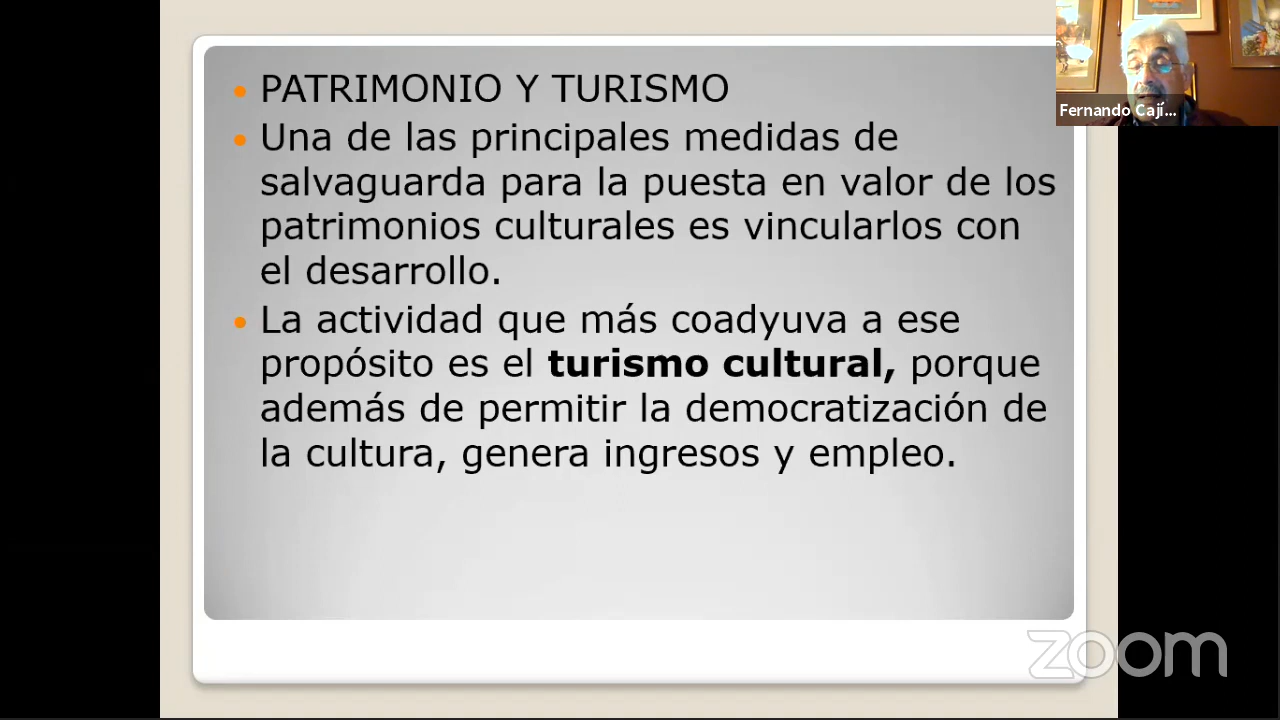 PATRIMONIO Y TURISMO
Una de las principales medidas de
salvaguarda para la puesta en valor de los
patrimonios culturales es vincularlos con
el desarrollo.
La actividad que más coadyuva a ese
propósito es el turismo cultural, porque
además de permitir la democratización de
la cultura, genera ingresos y empleo.
Fernando Cají...
zoom